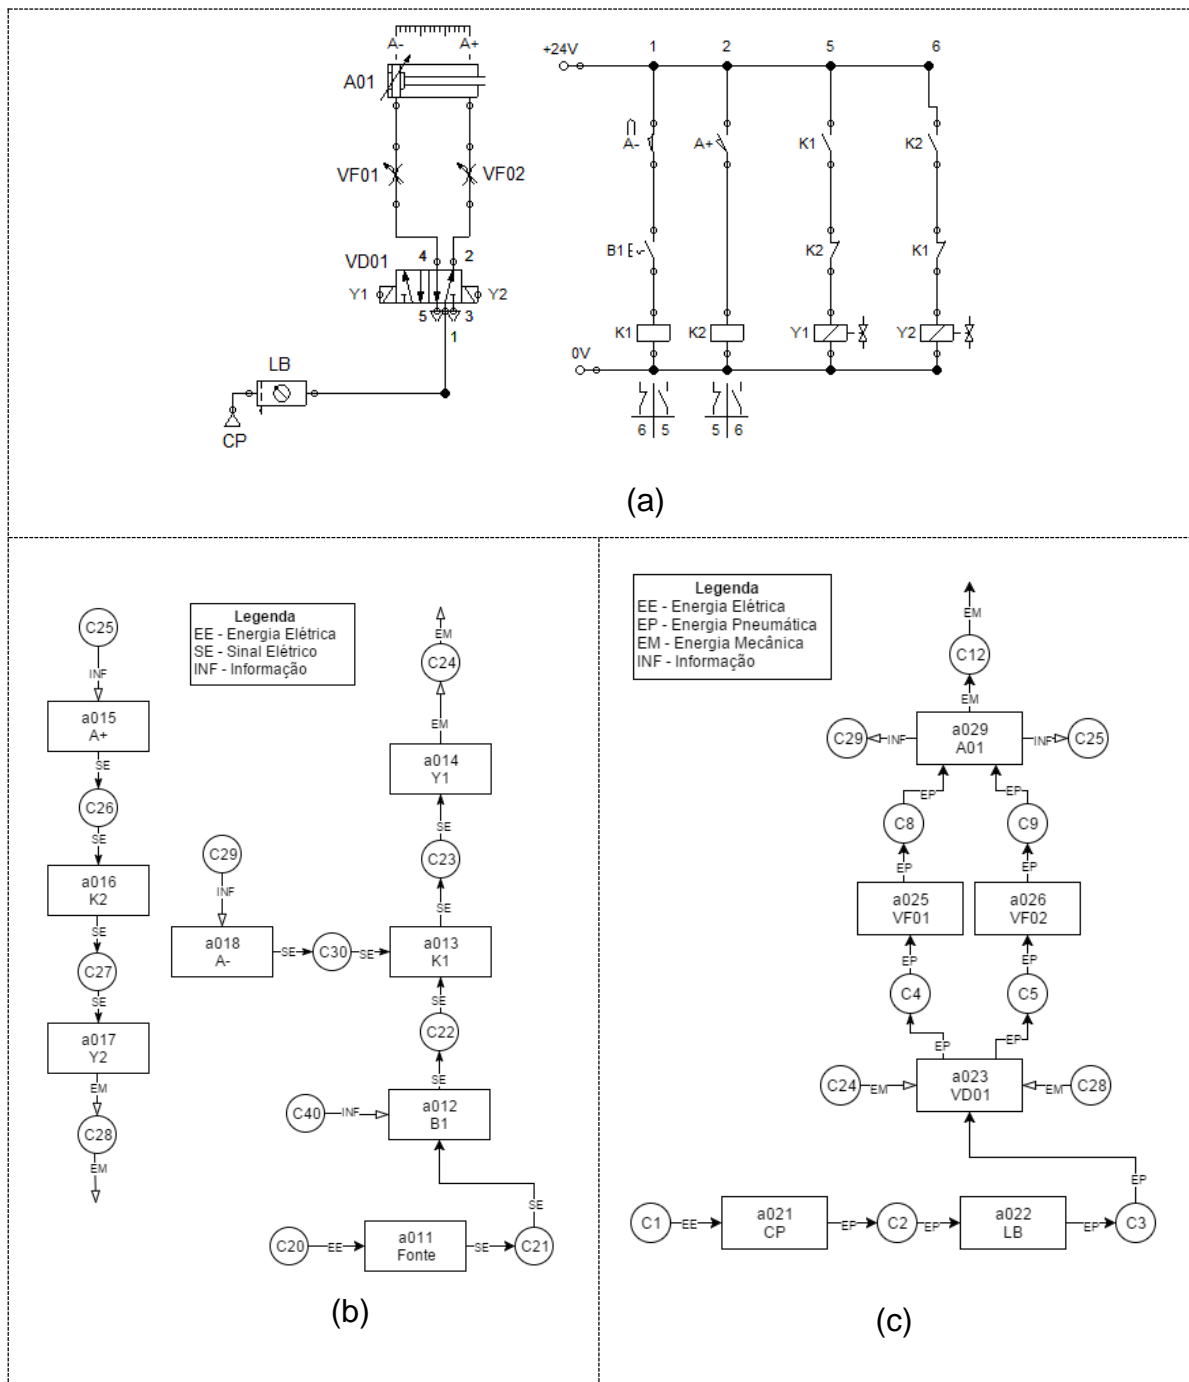 A- A+
A01
VF01 VF02
4 2
VD01
Y1 Y2
5 3
1
LB
CP
1 2 5 6
+24V
A- A+ K1 K2
B1 K2 K1
K1 K2 Y1 Y2
0V
6 5 5 6
(a)
Legenda
EE - Energia Elétrica
SE - Sinal Elétrico
INF - Informação
C25
INF
a015
A+
SE
C26
SE
a016
K2
SE
C27
SE
a017
Y2
EM
C28
EM
EM
C24
EM
a014
Y1
SE
C23
SE
C29
INF
a018
A-
SE
C30
SE
a013
K1
SE
C22
SE
C40
INF
a012
B1
SE
C20
EE
a011
Fonte
SE
C21
(b)
Legenda
EE - Energia Elétrica
EP - Energia Pneumática
EM - Energia Mecânica
INF - Informação
EM
C12
EM
C29
INF
a029
A01
INF
C25
EP EP
C8 C9
EP EP
a025
VF01
a026
VF02
EP EP
C4 C5
EP EP
C24
EM
a023
VD01
EM
C28
EP
C1
EE
a021
CP
EP
C2
EP
a022
LB
EP
C3
(c)